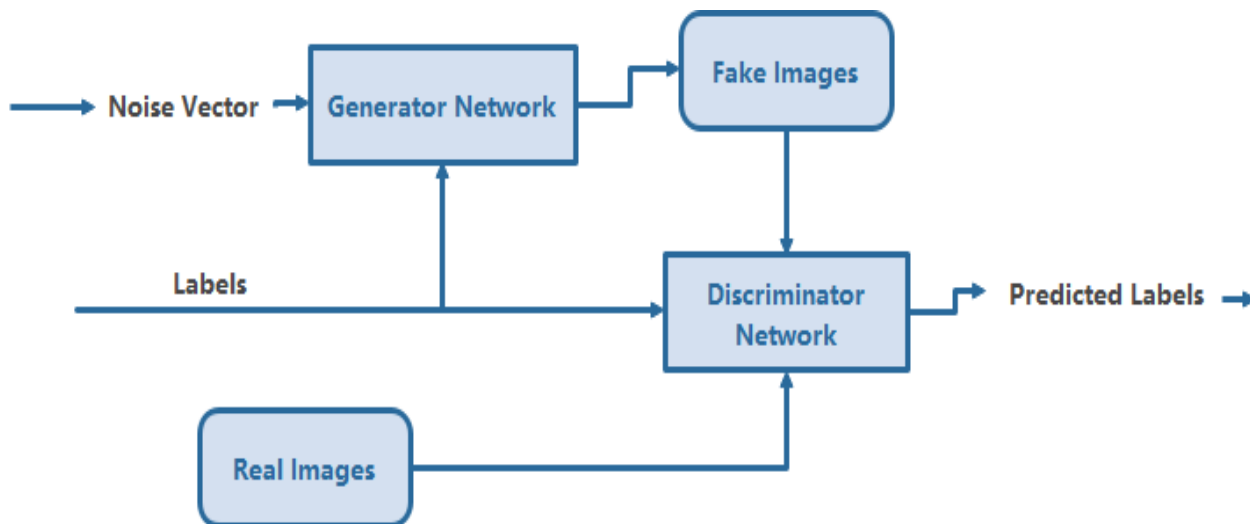 Fake Images
Noise Vector
Generator Network
Labels
Discriminator
Network
Predicted Labels
Real Images